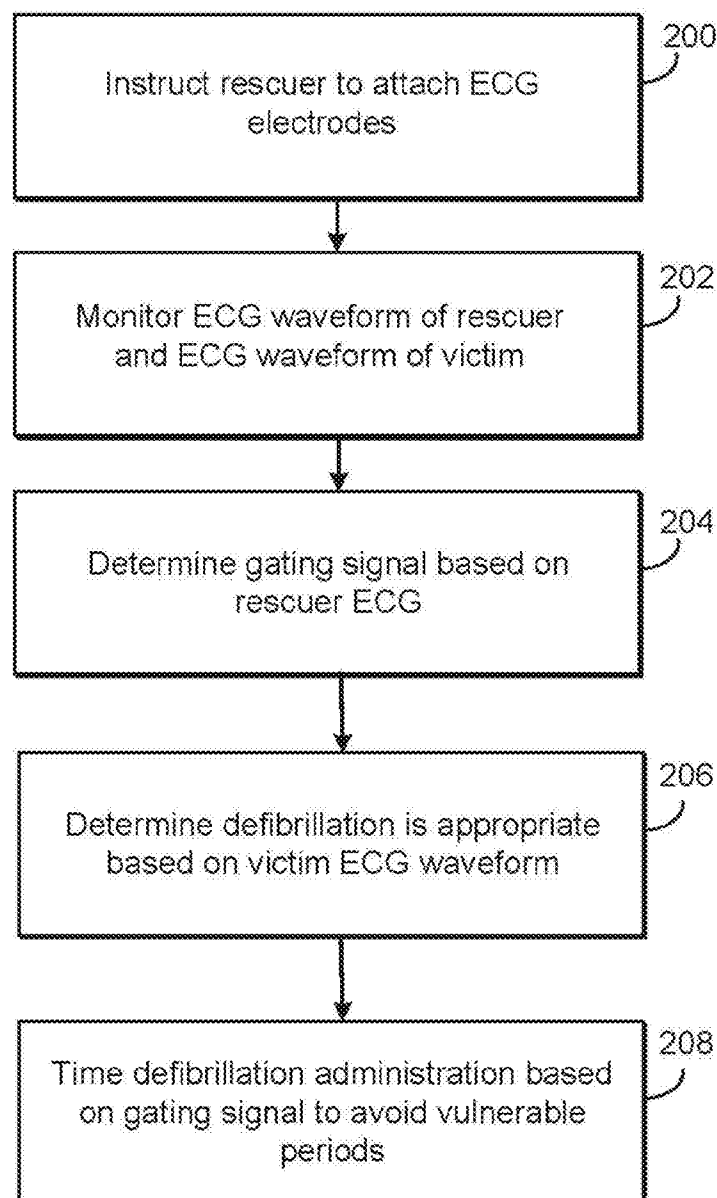 200
Instruct rescuer to attach ECG
electrodes
202
Monitor ECG waveform of rescuer
and ECG waveform of victim
204
Determine gating signal based on
rescuer ECG
206
Determine defibrillation is appropriate
based on victim ECG waveform
208
Time defibrillation administration based
on gating signal to avoid vulnerable
periods